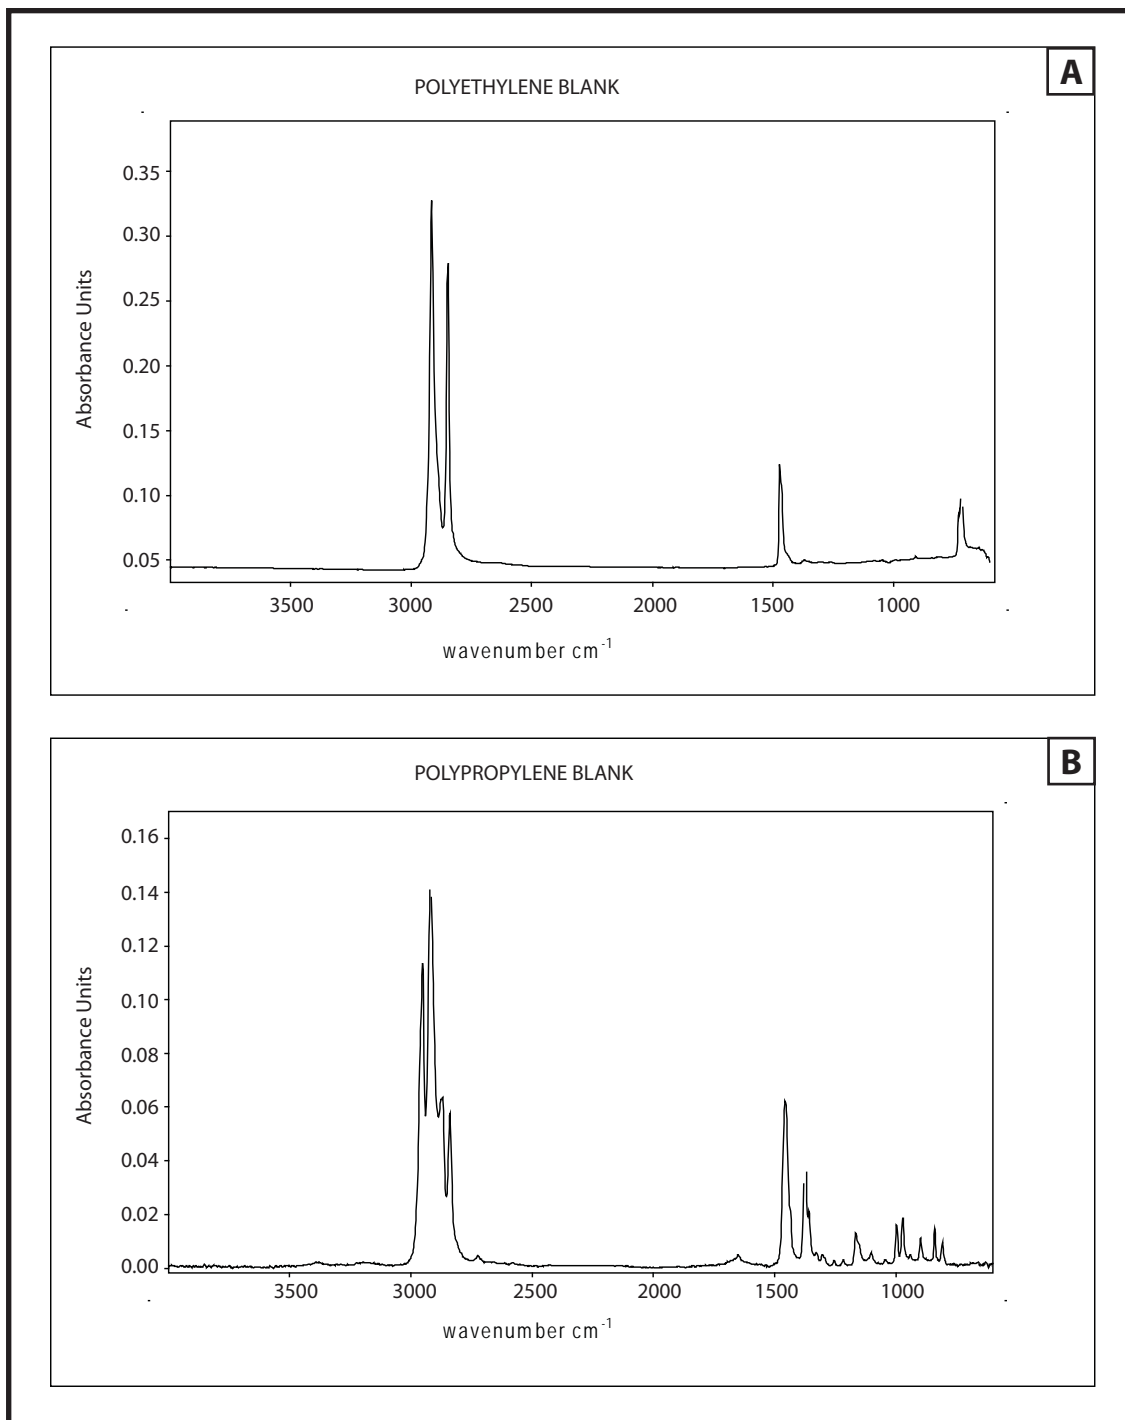 A
POLYETHYLENE BLANK
0.35
0.30
0.25
0.20
0.15
0.10
0.05
Absorbance Units
3500 3000 2500 2000 1500 1000
wavenumber cm-1
B
POLYPROPYLENE BLANK
0.16
0.14
0.12
0.10
0.08
0.06
0.04
0.02
0.00
Absorbance Units
3500 3000 2500 2000 1500 1000
wavenumber cm-1